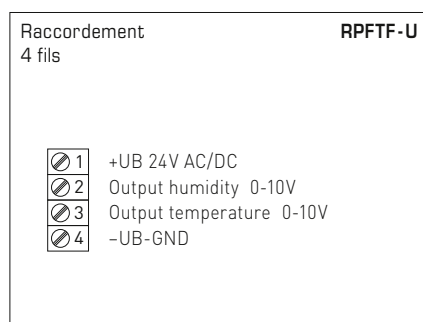 Raccordement RPFTF-U
4 fils
1 +UB 24V AC/DC
2 Output humidity 0-10V
3 Output temperature 0-10V
4 –UB-GND